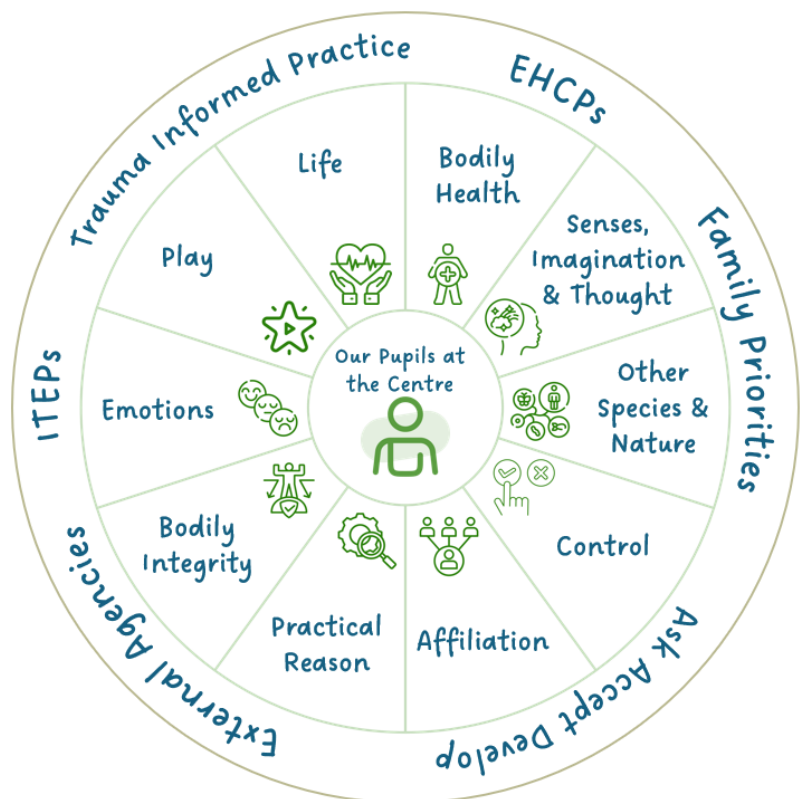 Trauma Informed Practice
EHCPs
Family Priorities
Ask Accept Develop
External Agencies
ITEPs
Life
Bodily
Health
Senses,
Imagination
& Thought
Other
Species &
Nature
Control
Affiliation
Practical
Reason
Bodily
Integrity
Emotions
Play
Our Pupils at
the Centre